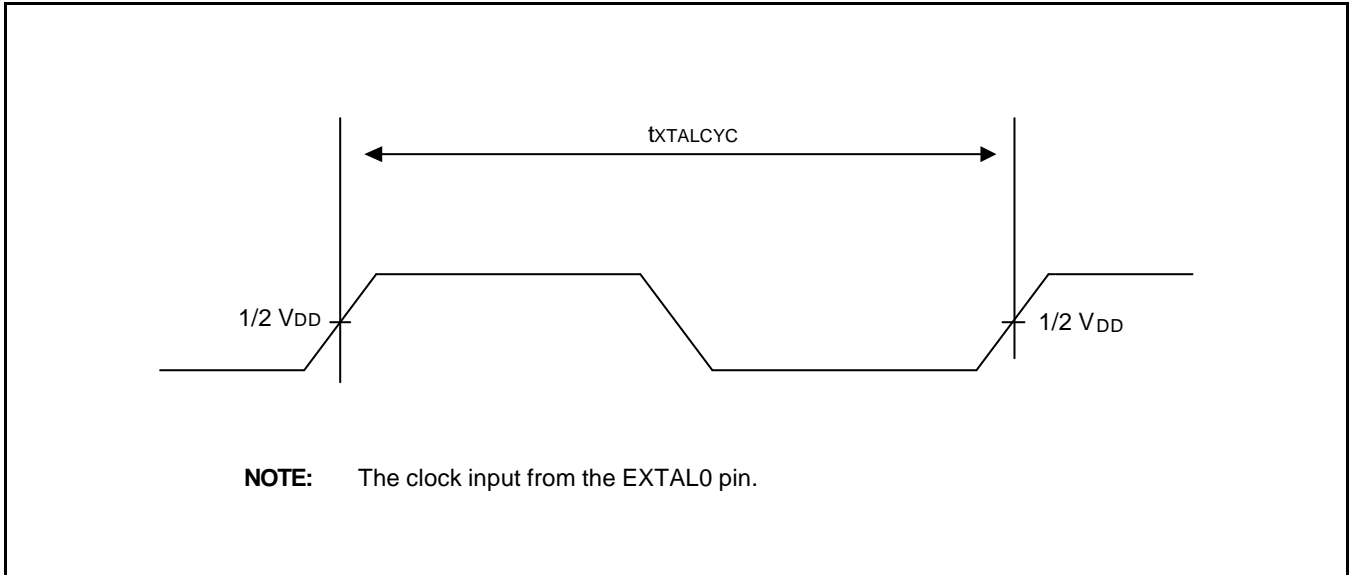 tXTALCYC
1/2 VDD
1/2 VDD
NOTE: The clock input from the EXTAL0 pin.